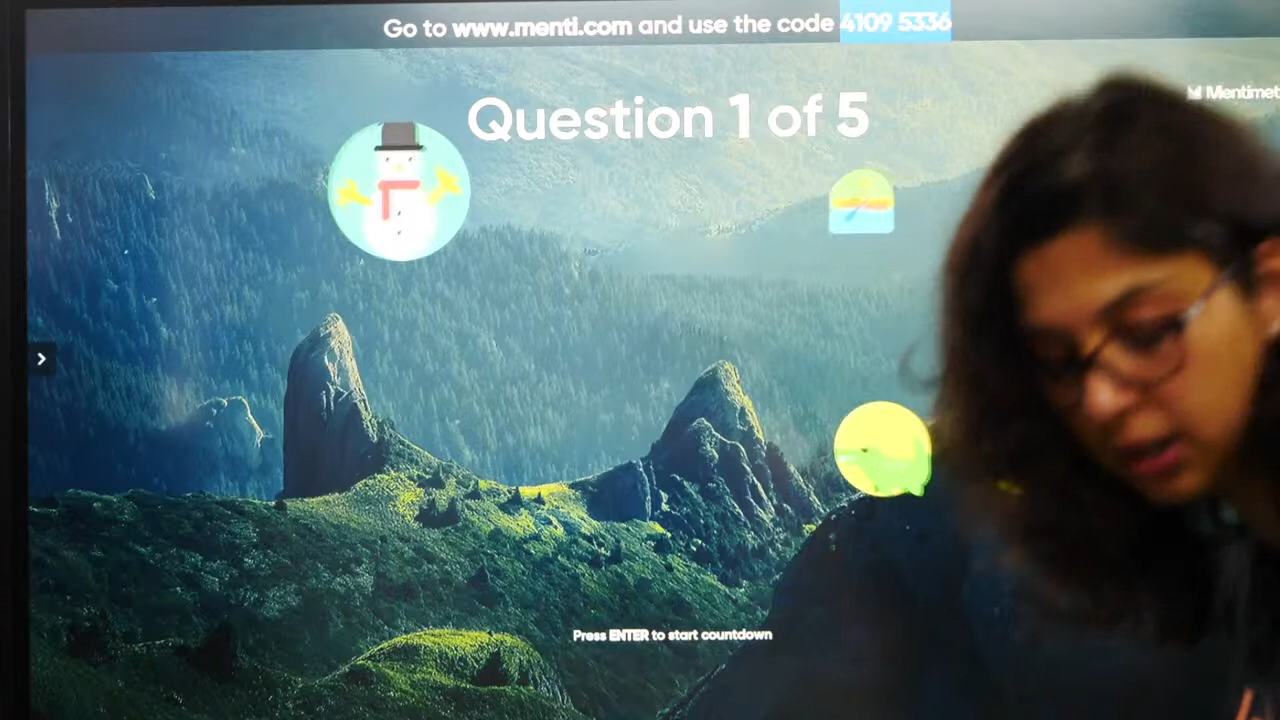 Go to www.menti.com and use the code 4109 5336
Mentimet
Question 1 of 5
Press ENTER to start countdown